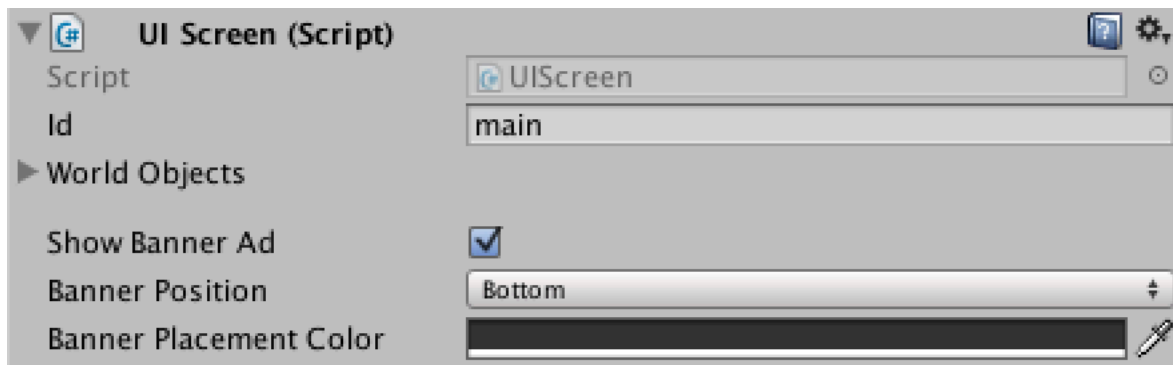 UI Screen (Script)
Script UIScreen
Id main
World Objects
Show Banner Ad
Banner Position Bottom
Banner Placement Color